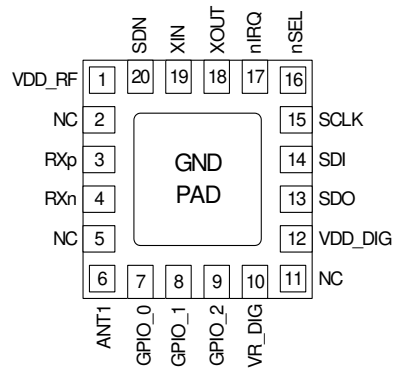 SDN XIN XOUT nIRQ nSEL
20 19 18 17 16
VDD_RF 1
NC 2
RXp 3
RXn 4
NC 5
6
GND
PAD
15 SCLK
14 SDI
13 SDO
12 VDD_DIG
11 NC
7 8 9 10
ANT1 GPIO_0 GPIO_1 GPIO_2 VR_DIG